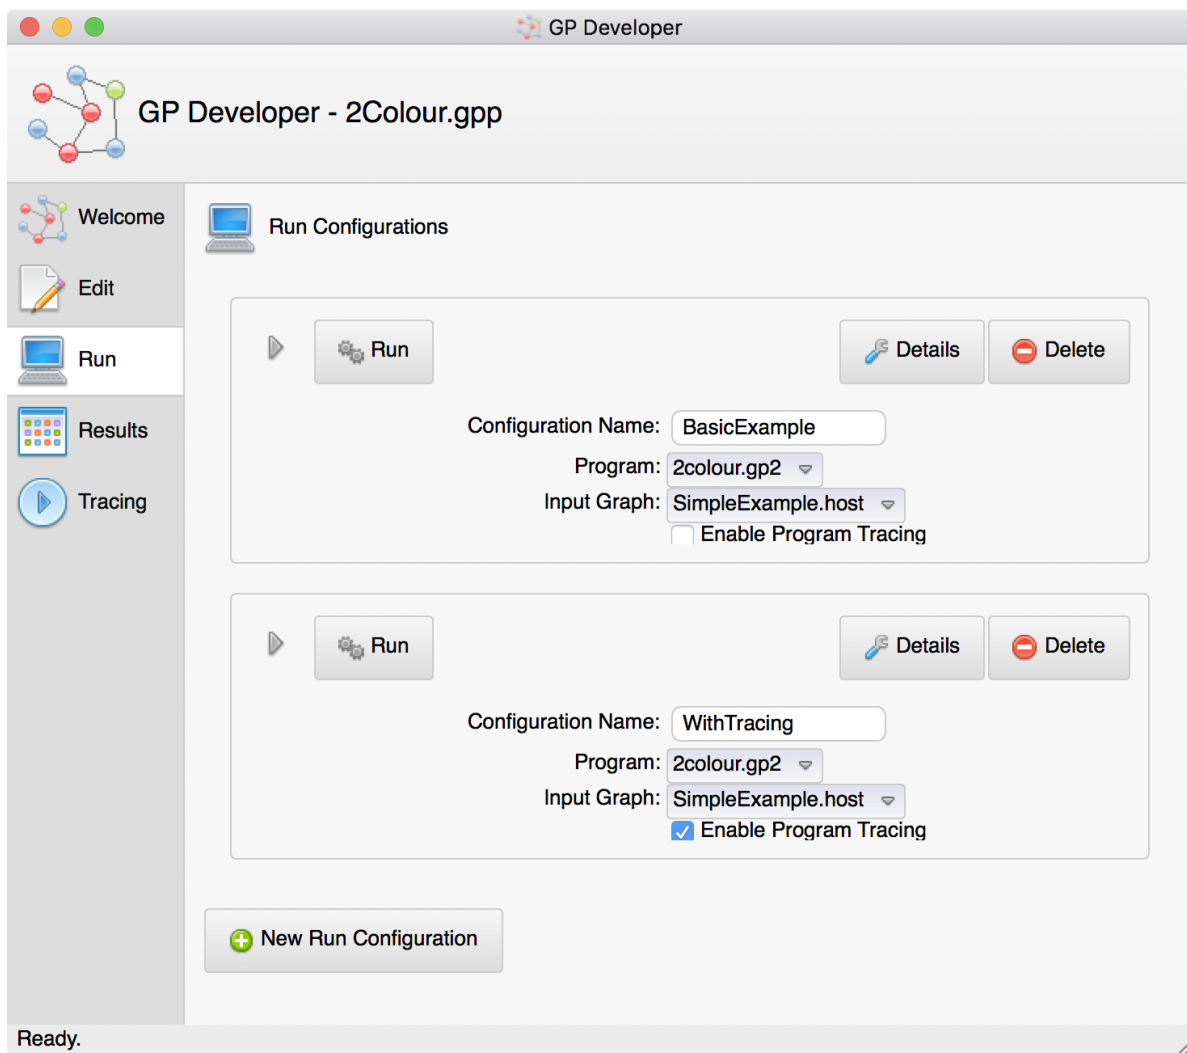 GP Developer
GP Developer - 2Colour.gpp
Welcome
Edit
Run
Results
Tracing
Run Configurations
Run Details Delete
Configuration Name: BasicExample
Program: 2colour.gp2
Input Graph: SimpleExample.host
Enable Program Tracing
Run Details Delete
Configuration Name: WithTracing
Program: 2colour.gp2
Input Graph: SimpleExample.host
Enable Program Tracing
New Run Configuration
Ready.